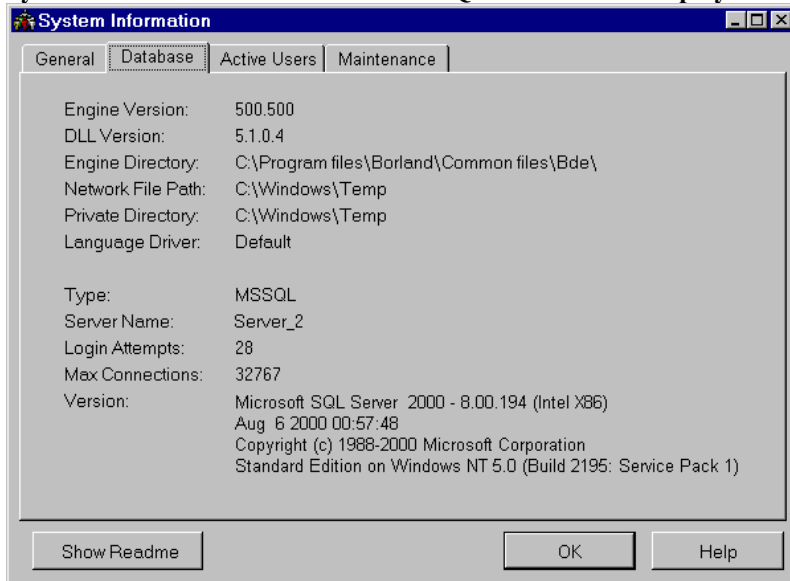 System Information
General Database Active Users Maintenance
Engine Version: 500.500
DLL Version: 5.1.0.4
Engine Directory: C:\Program files\Borland\Common files\Bde\
Network File Path: C:\Windows\Temp
Private Directory: C:\Windows\Temp
Language Driver: Default
Type: MSSQL
Server Name: Server_2
Login Attempts: 28
Max Connections: 32767
Version: Microsoft SQL Server 2000 - 8.00.194 (Intel X86)
Aug 6 2000 00:57:48
Copyright (c) 1988-2000 Microsoft Corporation
Standard Edition on Windows NT 5.0 (Build 2195: Service Pack 1)
Show Readme OK Help